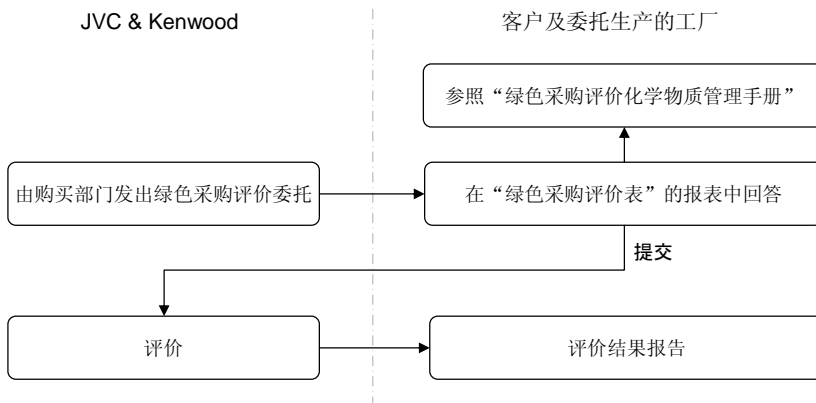 JVC & Kenwood
客户及委托生产的工厂
参照“绿色采购评价化学物质管理手册”
由购买部门发出绿色采购评价委托
在“绿色采购评价表”的报表中回答
提交
评价
评价结果报告